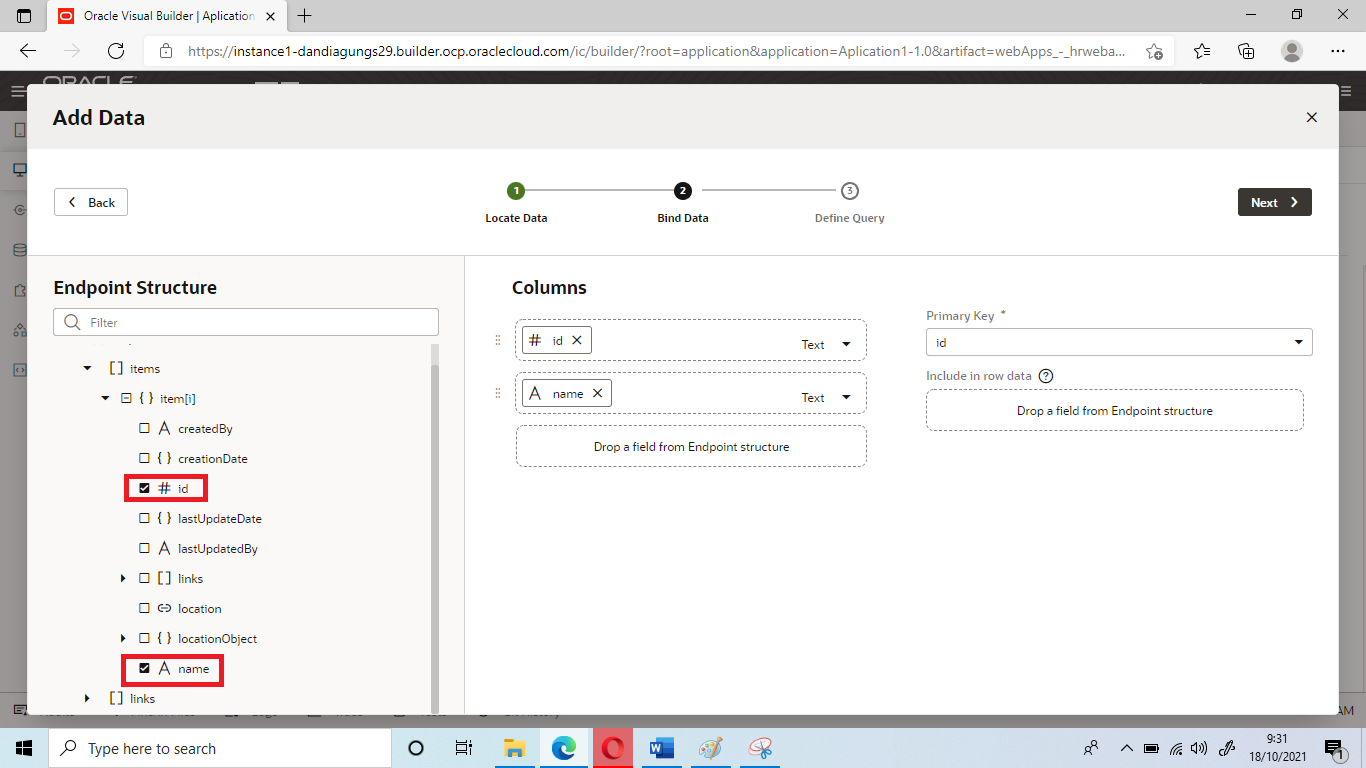 Oracle Visual Builder | Aplication
https://instance1-dandiagungs29.builder.ocp.oraclecloud.com/ic/builder/?root=application&application=Aplication1-1.0&artifact=webApps_-_hrweba...
ORACLE
Add Data
Back
1
2
3
Locate Data
Bind Data
Define Query
Next
Endpoint Structure
Filter
[ ] items
{ } item[i]
A createdBy
{ } creationDate
# id
{ } lastUpdateDate
A lastUpdatedBy
[ ] links
location
{ } locationObject
A name
[ ] links
Columns
# id
Text
A name
Text
Drop a field from Endpoint structure
Primary Key *
id
Include in row data ?
Drop a field from Endpoint structure
AM
Type here to search
W
9:31
18/10/2021
1